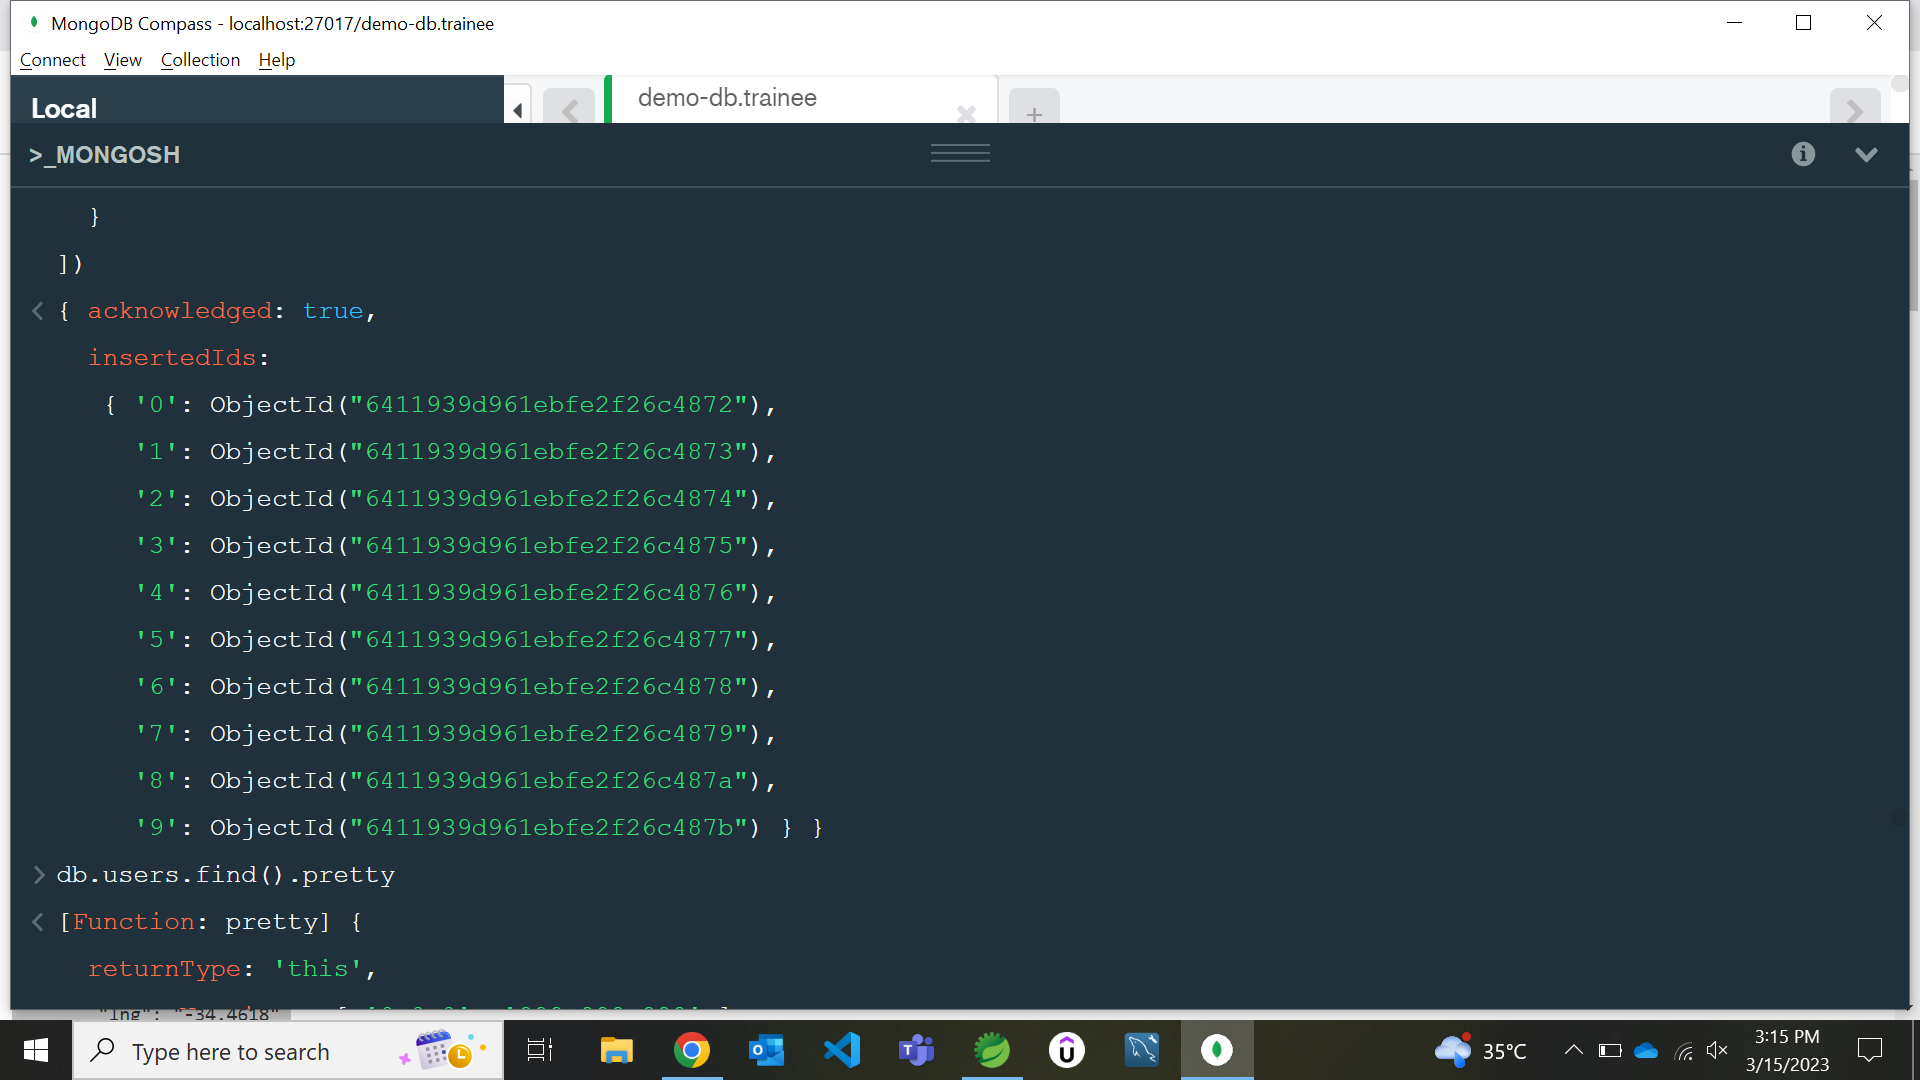 MongoDB Compass - localhost:27017/demo-db.trainee
Connect View Collection Help
Local
demo-db.trainee
>_MONGOSH
}
])
{ acknowledged: true,
insertedIds:
{ '0': ObjectId("6411939d961ebfe2f26c4872"),
'1': ObjectId("6411939d961ebfe2f26c4873"),
'2': ObjectId("6411939d961ebfe2f26c4874"),
'3': ObjectId("6411939d961ebfe2f26c4875"),
'4': ObjectId("6411939d961ebfe2f26c4876"),
'5': ObjectId("6411939d961ebfe2f26c4877"),
'6': ObjectId("6411939d961ebfe2f26c4878"),
'7': ObjectId("6411939d961ebfe2f26c4879"),
'8': ObjectId("6411939d961ebfe2f26c487a"),
'9': ObjectId("6411939d961ebfe2f26c487b") } }
> db.users.find().pretty
< [Function: pretty] {
returnType: 'this',
"lng": "-34.4618"
Type here to search
35°C
3:15 PM
3/15/2023